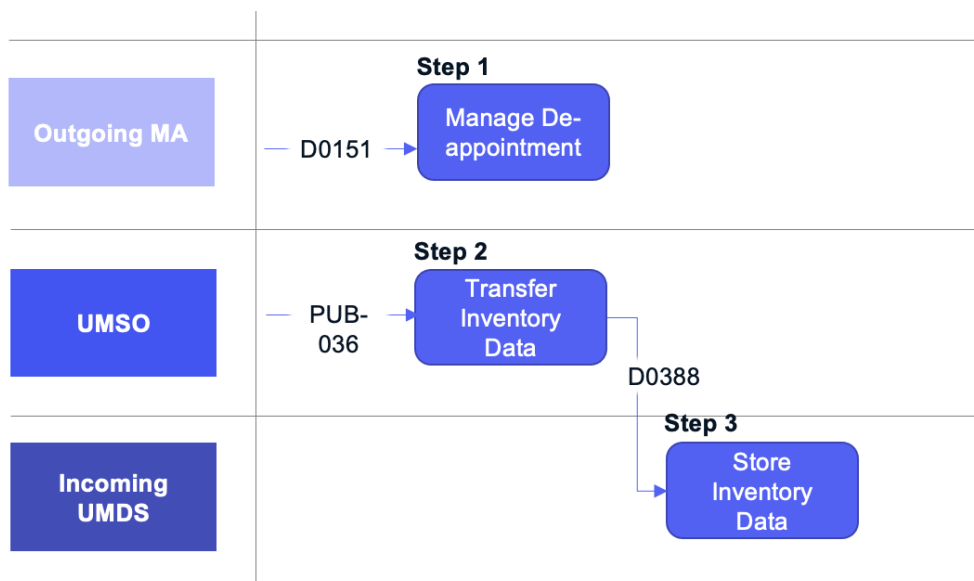 Step 1
Outgoing MA
D0151
Manage De-
appointment
Step 2
UMSO
PUB-
036
Transfer
Inventory
Data
D0388
Step 3
Incoming
UMDS
Store
Inventory
Data